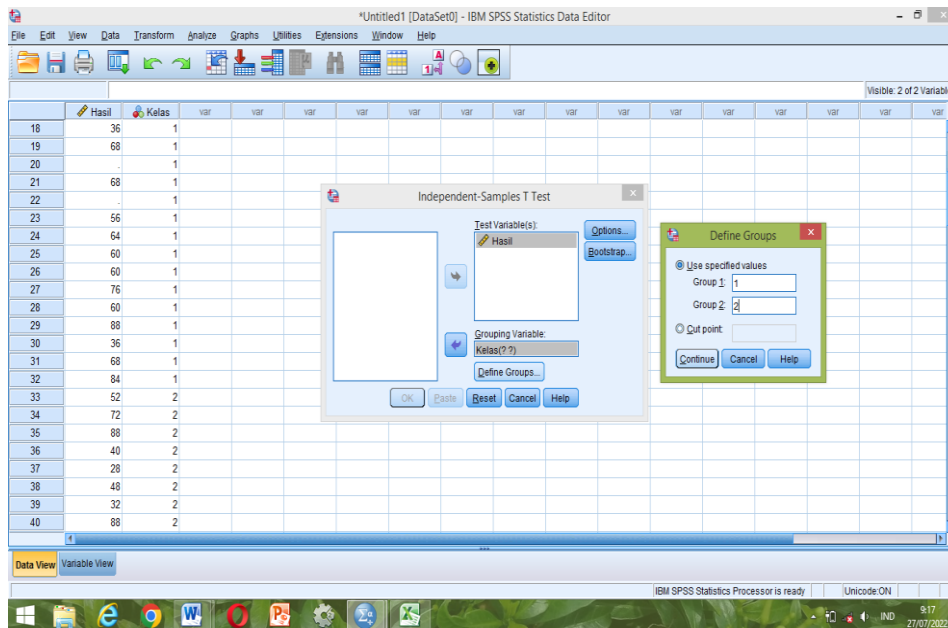 *Untitled1 [DataSet0] - IBM SPSS Statistics Data Editor
File Edit View Data Transform Analyze Graphs Utilities Extensions Window Help
Visible: 2 of 2 Variabl
Hasil Kelas var var var var var var var var var var var var var var var
18 36 1
19 68 1
20 . 1
21 68 1
22 . 1
23 56 1
24 64 1
25 60 1
26 60 1
27 76 1
28 60 1
29 88 1
30 36 1
31 68 1
32 84 1
33 52 2
34 72 2
35 88 2
36 40 2
37 28 2
38 48 2
39 32 2
40 88 2
Independent-Samples T Test
Test Variable(s):
Hasil
Options...
Bootstrap...
Grouping Variable:
Kelas(? ?)
Define Groups...
OK Paste Reset Cancel Help
Define Groups
Use specified values
Group 1: 1
Group 2: 2
Cut point:
Continue Cancel Help
Data View Variable View
IBM SPSS Statistics Processor is ready Unicode:ON
IND 9:17
27/07/2022